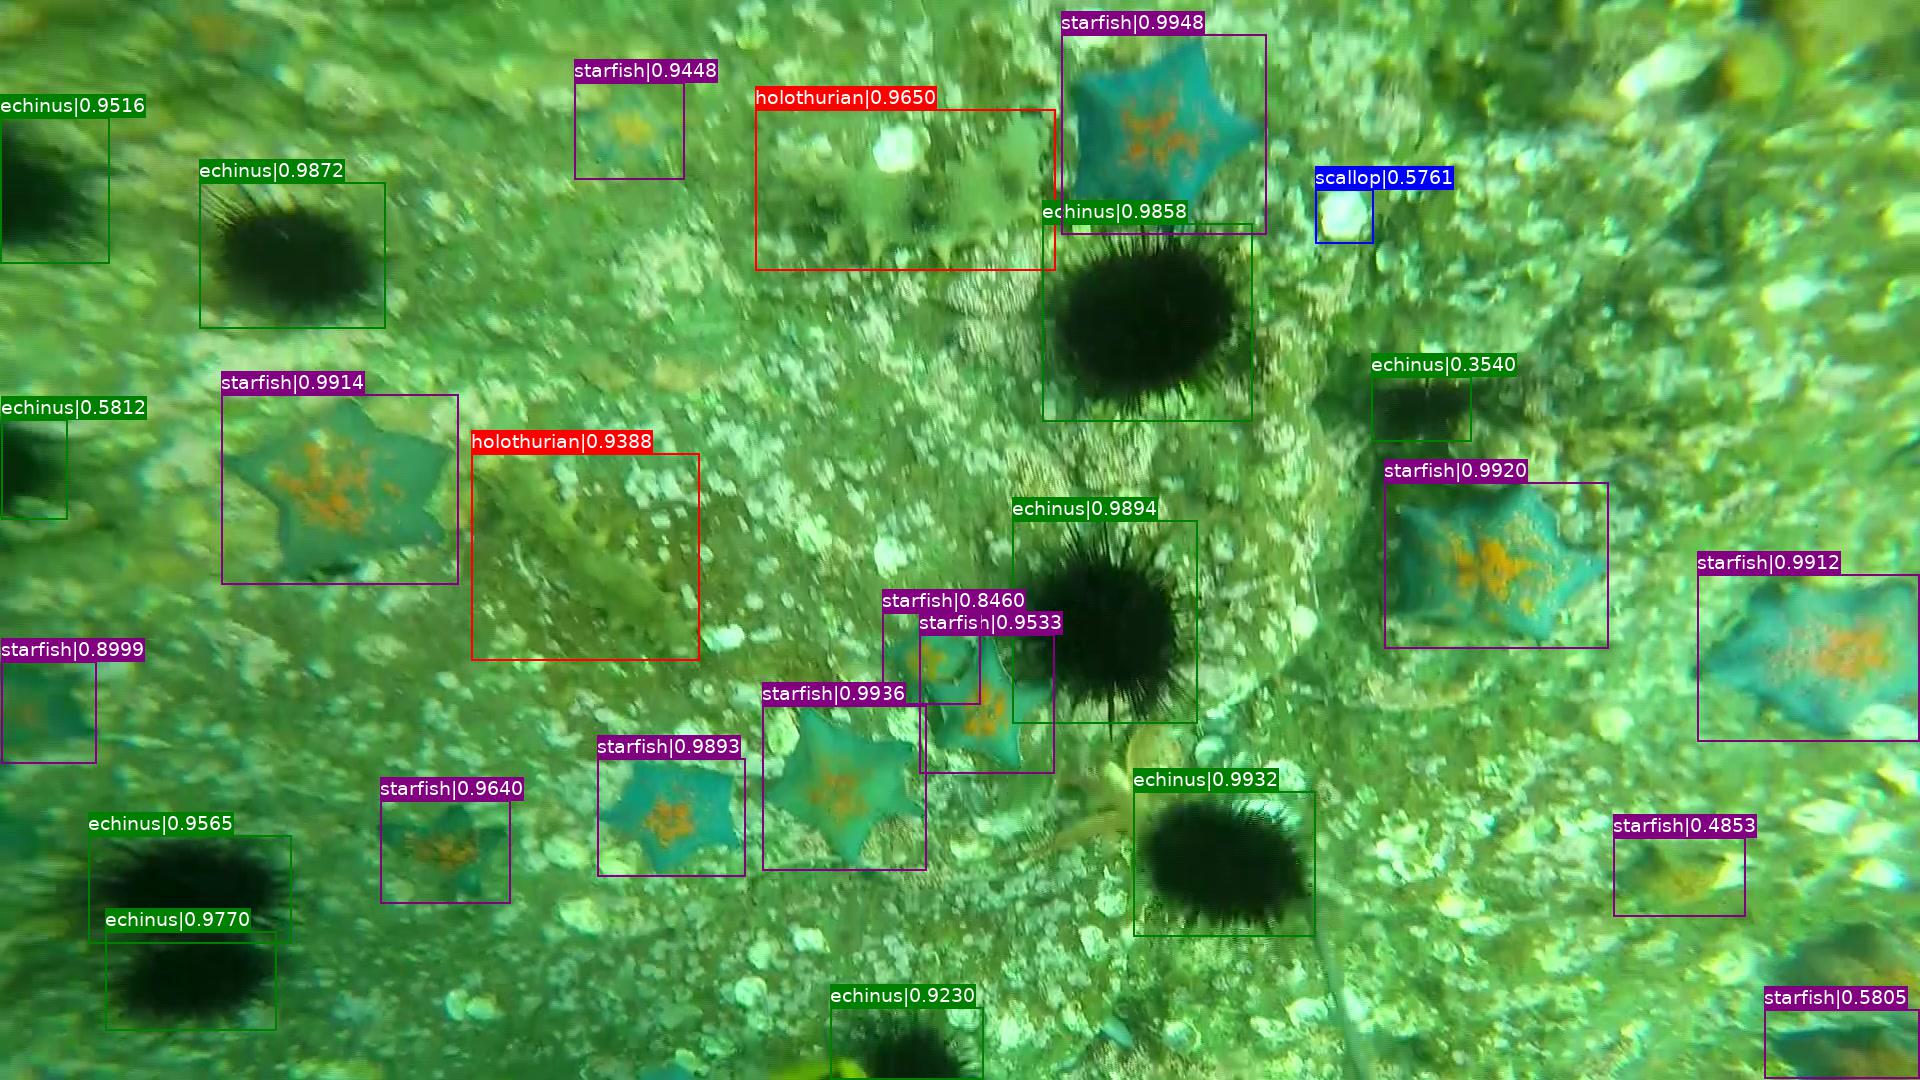 starfish|0.9948
starfish|0.9448
holothurian|0.9650
echinus|0.9516
echinus|0.9872
scallop|0.5761
echinus|0.9858
echinus|0.3540
starfish|0.9914
echinus|0.5812
holothurian|0.9388
starfish|0.9920
echinus|0.9894
starfish|0.9912
starfish|0.8460
starfish|0.9533
starfish|0.8999
starfish|0.9936
starfish|0.9893
echinus|0.9932
starfish|0.9640
echinus|0.9565
starfish|0.4853
echinus|0.9770
echinus|0.9230
starfish|0.5805